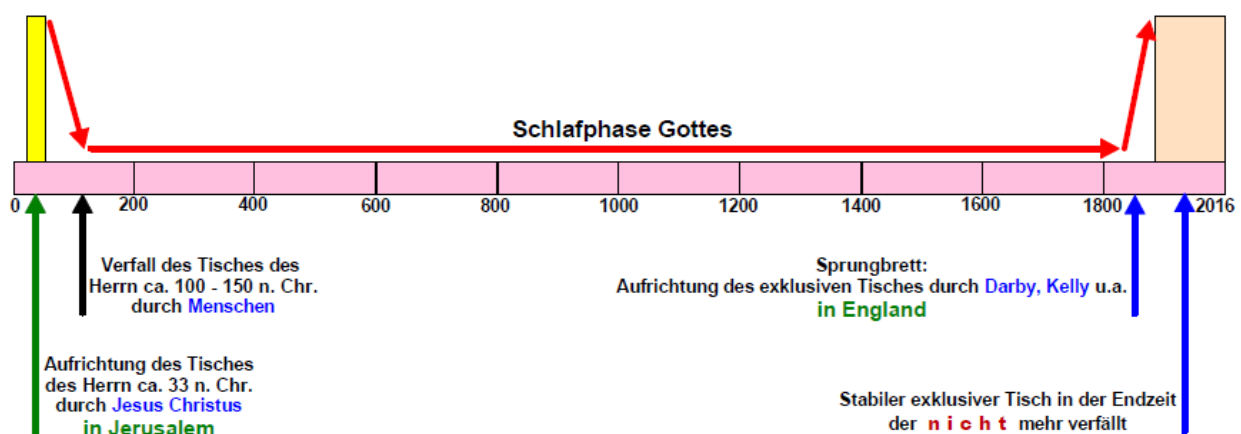 Schlafphase Gottes
0 200 400 600 800 1000 1200 1400 1600 1800 2016
Verfall des Tisches des
Herrn ca. 100 - 150 n. Chr.
durch Menschen
Sprungbrett:
Aufrichtung des exklusiven Tisches durch Darby, Kelly u.a.
in England
Aufrichtung des Tisches
des Herrn ca. 33 n. Chr.
durch Jesus Christus
in Jerusalem
Stabiler exklusiver Tisch in der Endzeit
der n i c h t mehr verfällt